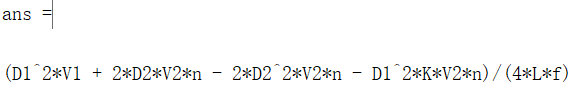 ans =
(D1^2*V1 + 2*D2*V2*n - 2*D2^2*V2*n - D1^2*K*V2*n)/(4*L*f)